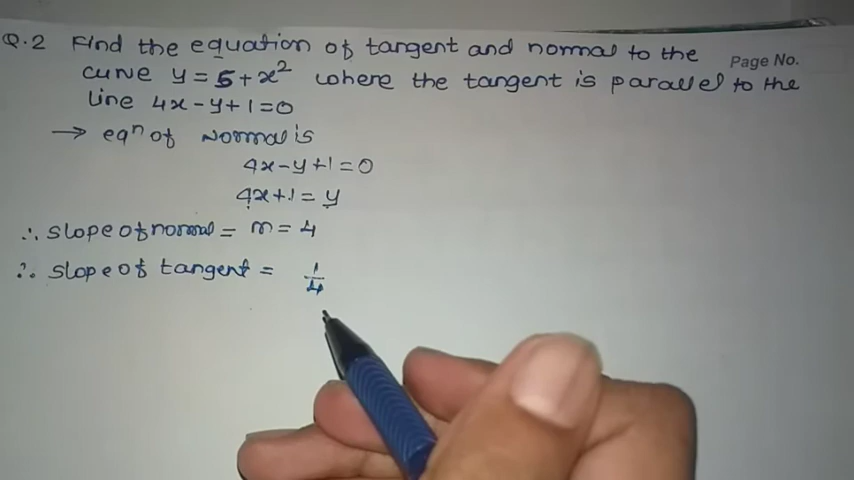 Q.2 Find the equation of tangent and normal to the
Page No.
curve y = 5 + x² where the tangent is parallel to the
line 4x - y + 1 = 0
→ eqⁿ of Normal is
4x - y + 1 = 0
4x + 1 = y
∴ slope of normal = m = 4
∴ slope of tangent = 1/4